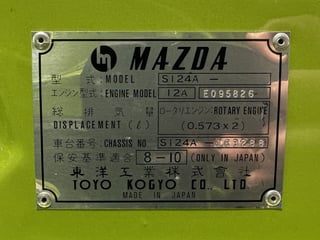 MAZDA
型式:MODEL S124A –
エンジン型式:ENGINE MODEL 12A E095826
総排気量 ロータリエンジン:ROTARY ENGINE
DISPLACEMENT (ℓ) (0.573×2)
車台番号:CHASSIS NO S124A –
保安基準適合 8–10 (ONLY IN JAPAN)
東洋工業株式会社
TOYO KOGYO CO., LTD.
MADE IN JAPAN